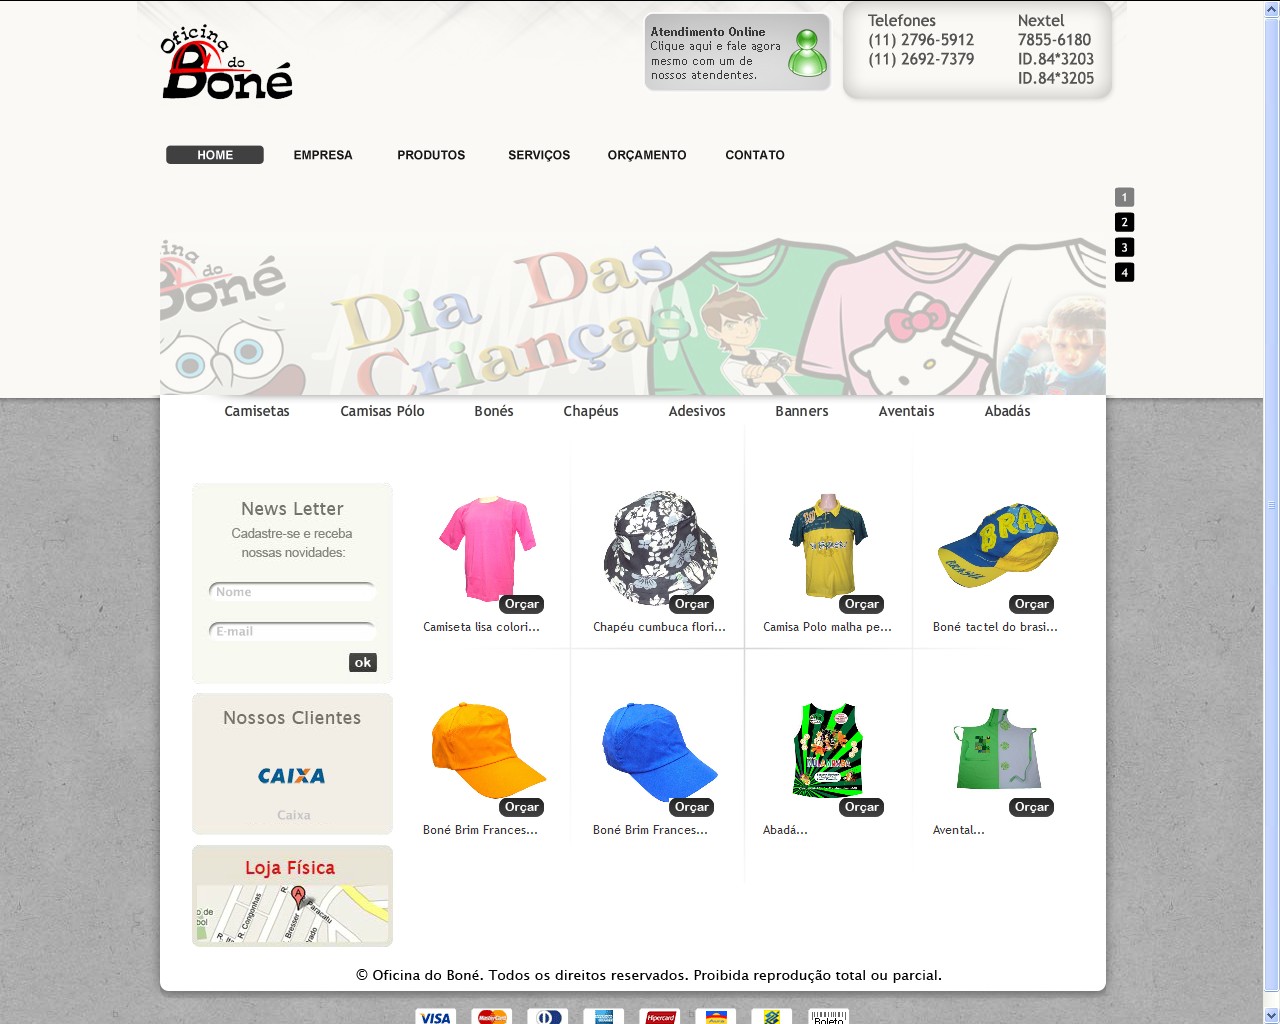 Oficina
do
Boné
Atendimento Online
Clique aqui e fale agora
mesmo com um de
nossos atendentes.
Telefones
(11) 2796-5912
(11) 2692-7379
Nextel
7855-6180
ID.84*3203
ID.84*3205
HOME EMPRESA PRODUTOS SERVIÇOS ORÇAMENTO CONTATO
1
2
3
4
do
Boné
Dia Das
Crianças
Camisetas Camisas Pólo Bonés Chapéus Adesivos Banners Aventais Abadás
News Letter
Cadastre-se e receba
nossas novidades:
Nome
E-mail
ok
Orçar Orçar Orçar Orçar
Camiseta lisa colori... Chapéu cumbuca flori... Camisa Polo malha pe... Boné tactel do brasi...
Nossos Clientes
CAIXA
Caixa
Orçar Orçar Orçar Orçar
Boné Brim Frances... Boné Brim Frances... Abadá... Avental...
Loja Física
A
R. Congonhas
Bresser
Paracatu
© Oficina do Boné. Todos os direitos reservados. Proibida reprodução total ou parcial.
VISA MasterCard Hipercard Boleto